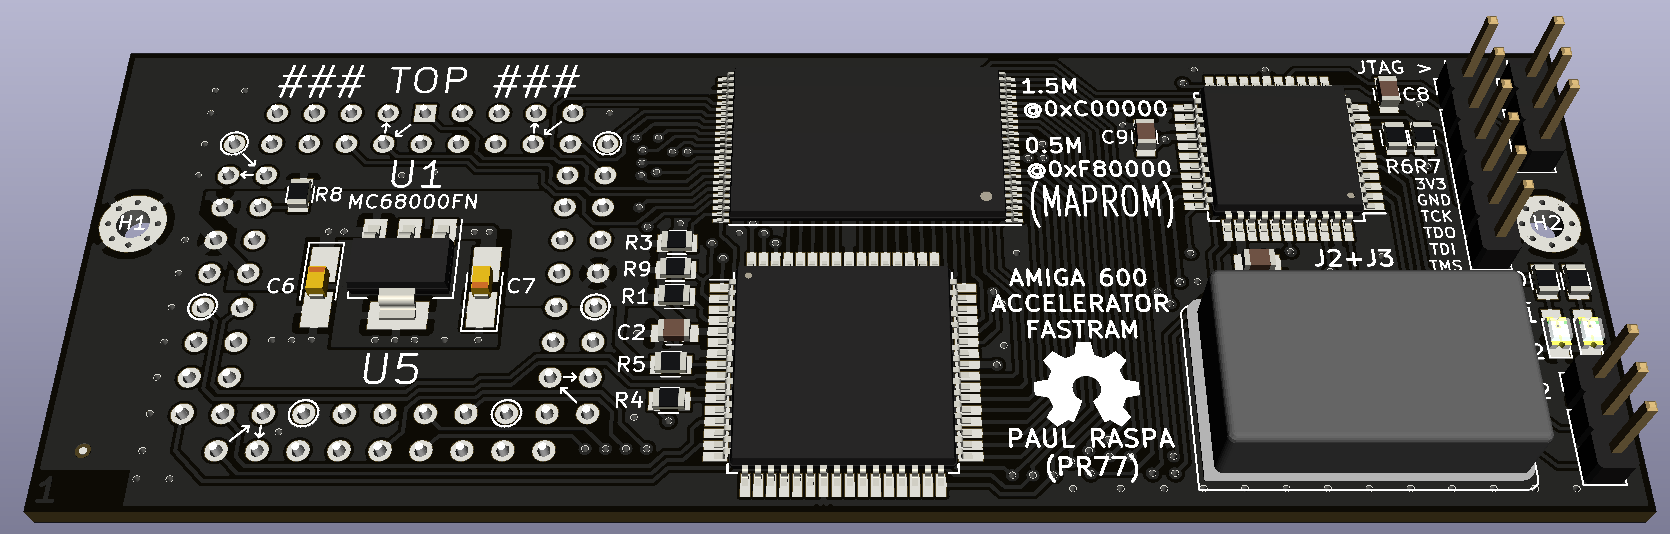 ### TOP ###
U1
MC68000FN
R8
H1
C6
C7
U5
R3
R9
R1
C2
R5
R4
1.5M
@0xC00000
0.5M
@0xF80000
(MAPROM)
C9
JTAG >
C8
R6R7
3V3
GND
TCK
TDO
TDI
TMS
H2
J2+J3
AMIGA 600
ACCELERATOR
FASTRAM
PAUL RASPA
(PR77)
1